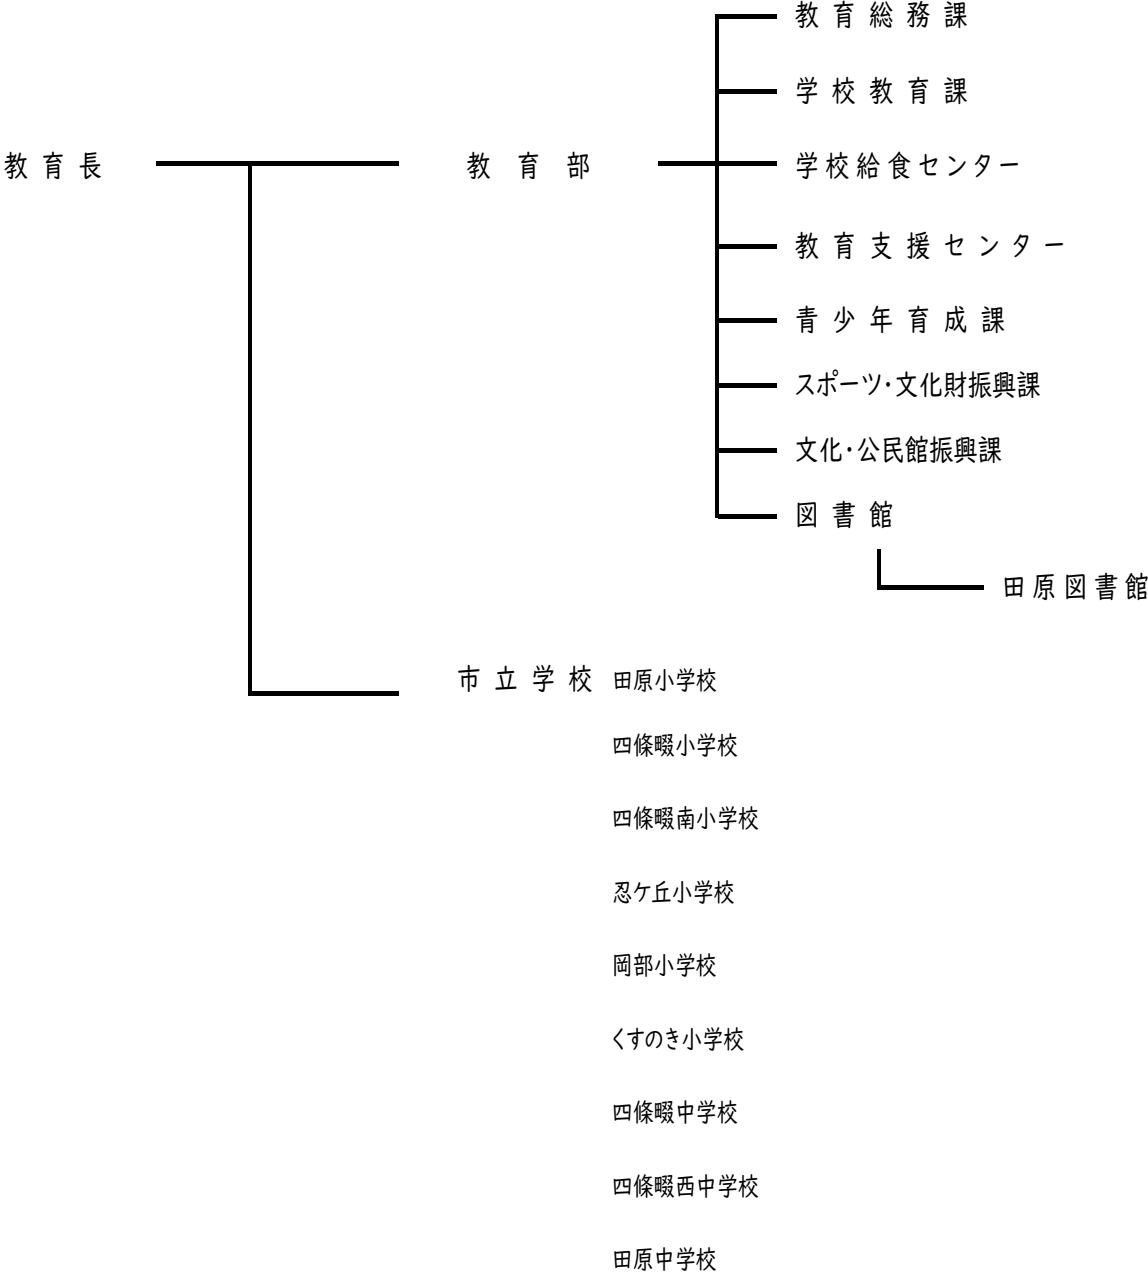 教育総務課
学校教育課
教育長 教育部 学校給食センター
教育支援センター
青少年育成課
スポーツ・文化財振興課
文化・公民館振興課
図書館
田原図書館
市立学校 田原小学校
四條畷小学校
四條畷南小学校
忍ケ丘小学校
岡部小学校
くすのき小学校
四條畷中学校
四條畷西中学校
田原中学校